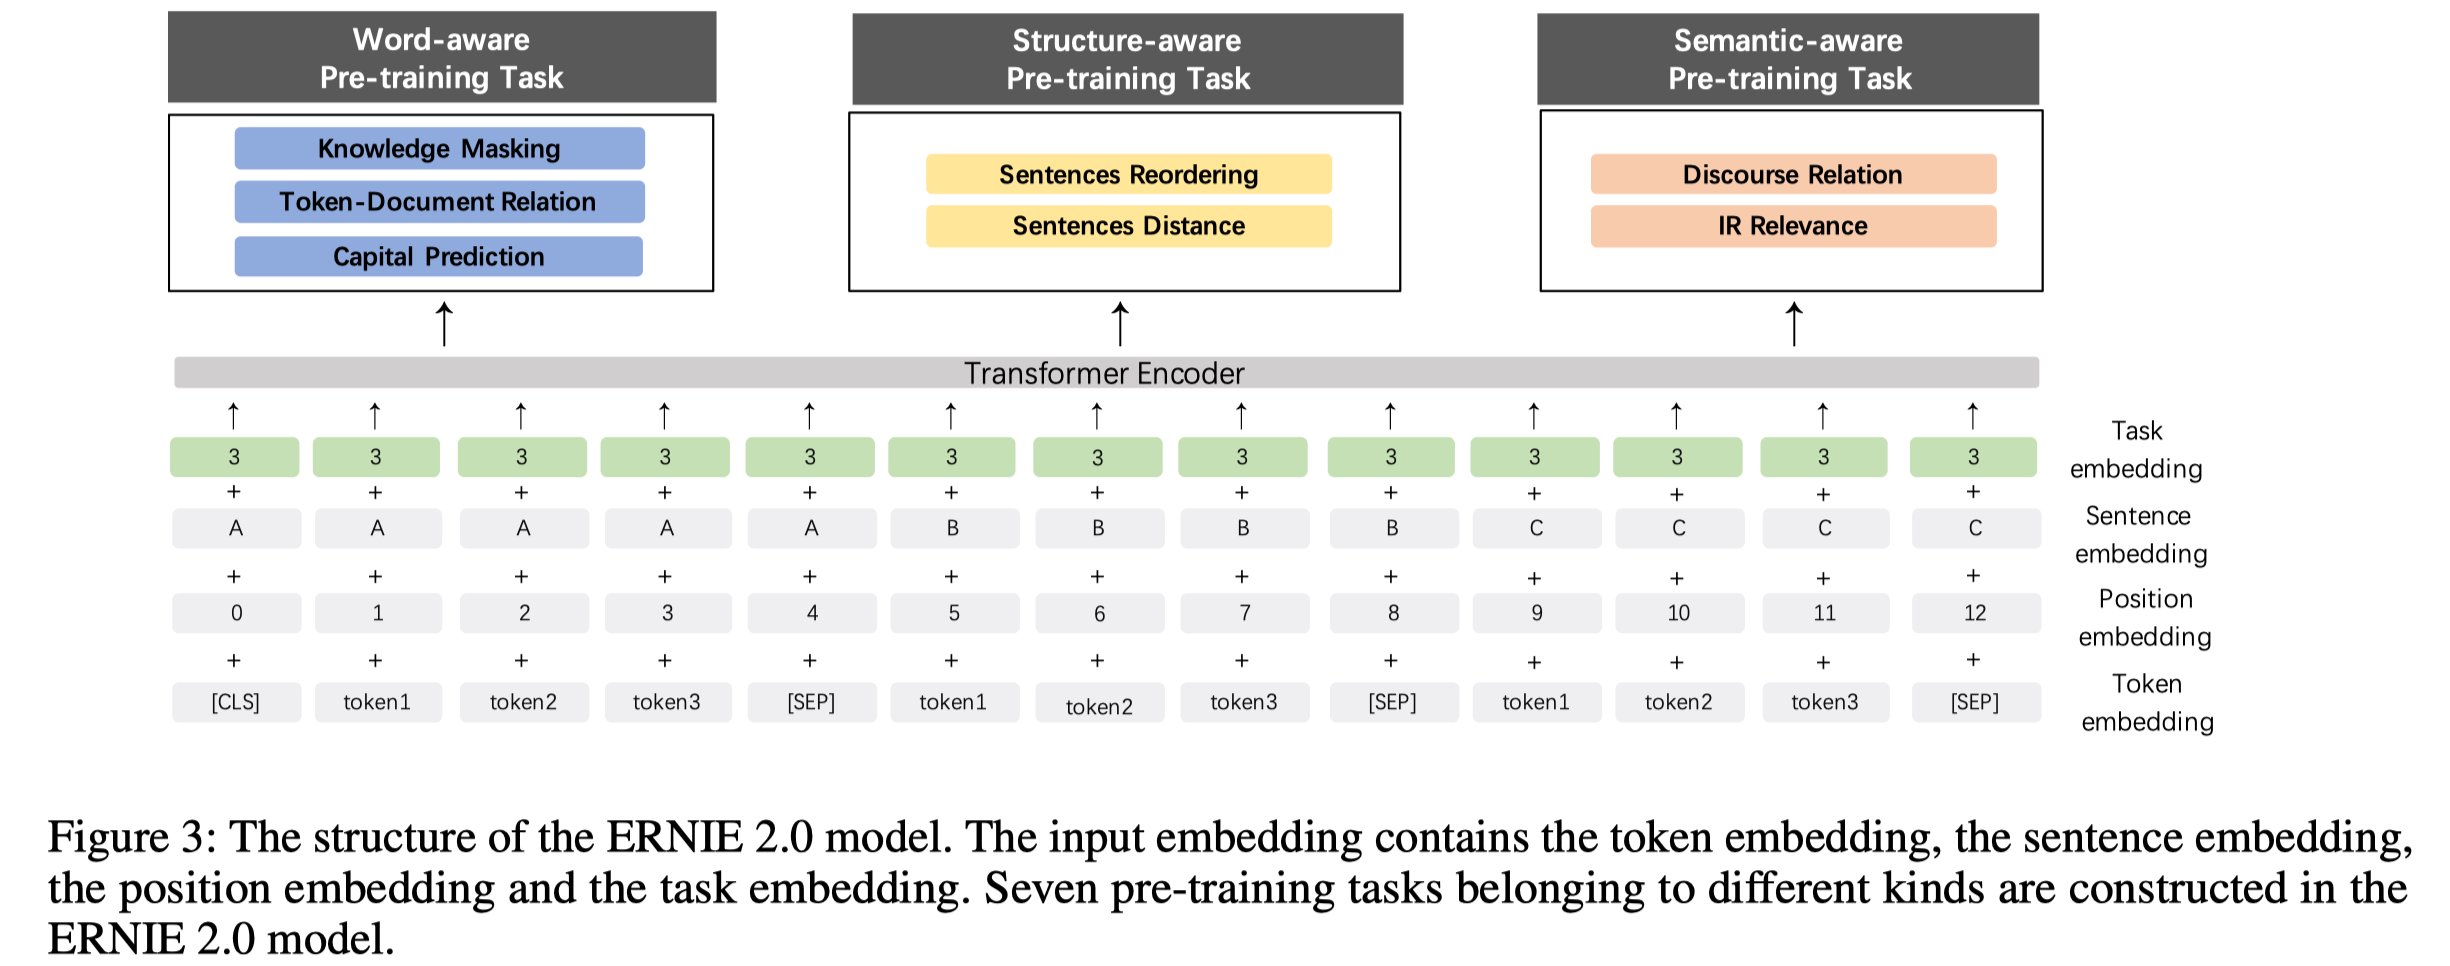 Word-aware
Pre-training Task
Structure-aware
Pre-training Task
Semantic-aware
Pre-training Task
Knowledge Masking
Token-Document Relation
Capital Prediction
Sentences Reordering
Sentences Distance
Discourse Relation
IR Relevance
Transformer Encoder
3 3 3 3 3 3 3 3 3 3 3 3 3 Task embedding
+ + + + + + + + + + + + +
A A A A A B B B B C C C C Sentence embedding
+ + + + + + + + + + + + +
0 1 2 3 4 5 6 7 8 9 10 11 12 Position embedding
+ + + + + + + + + + + + +
[CLS] token1 token2 token3 [SEP] token1 token2 token3 [SEP] token1 token2 token3 [SEP] Token embedding
Figure 3: The structure of the ERNIE 2.0 model. The input embedding contains the token embedding, the sentence embedding,
the position embedding and the task embedding. Seven pre-training tasks belonging to different kinds are constructed in the
ERNIE 2.0 model.